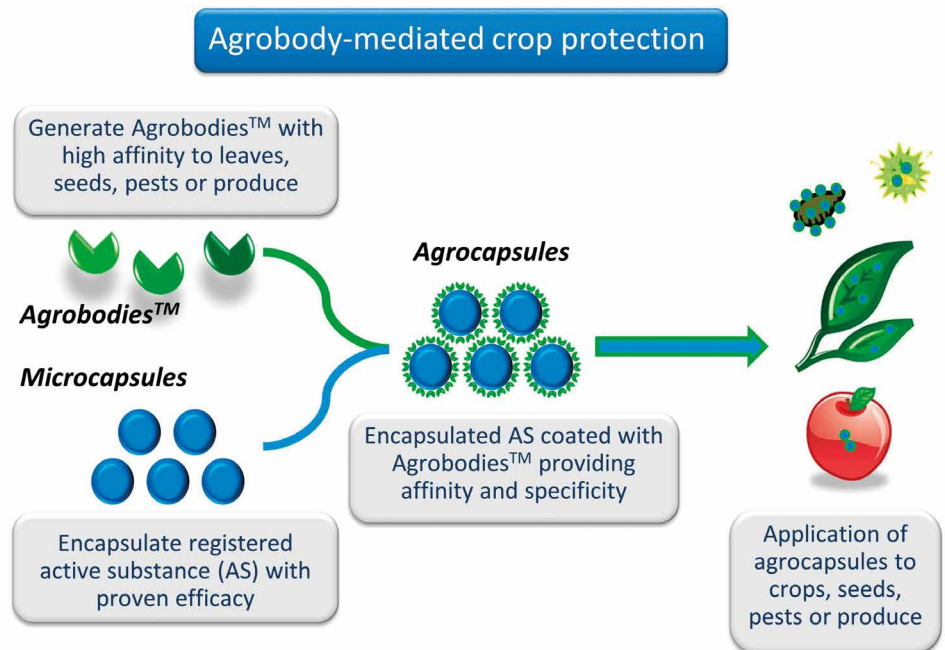 Agrobody-mediated crop protection
Generate Agrobodies™ with
high affinity to leaves,
seeds, pests or produce
Agrobodies™
Microcapsules
Encapsulate registered
active substance (AS) with
proven efficacy
Agrocapsules
Encapsulated AS coated with
Agrobodies™ providing
affinity and specificity
Application of
agrocapsules to
crops, seeds,
pests or produce